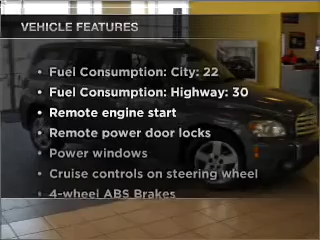 VEHICLE FEATURES
• Fuel Consumption: City: 22
• Fuel Consumption: Highway: 30
• Remote engine start
• Remote power door locks
• Power windows
• Cruise controls on steering wheel
• 4-wheel ABS Brakes